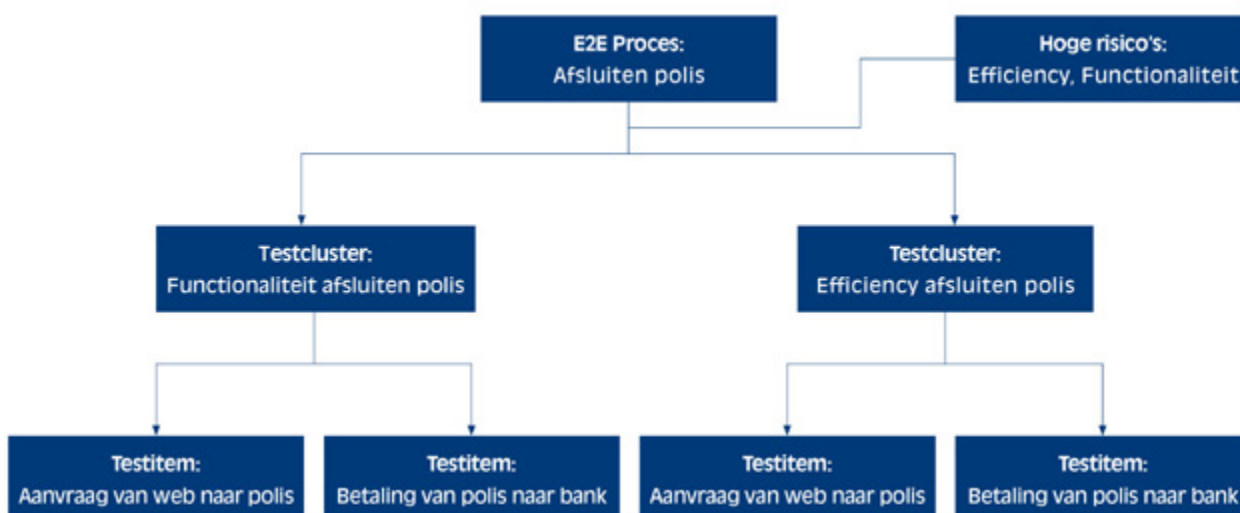 E2E Proces:
Afsluiten polis
Hoge risico's:
Efficiency, Functionaliteit
Testcluster:
Functionaliteit afsluiten polis
Testcluster:
Efficiency afsluiten polis
Testitem:
Aanvraag van web naar polis
Testitem:
Betaling van polis naar bank
Testitem:
Aanvraag van web naar polis
Testitem:
Betaling van polis naar bank